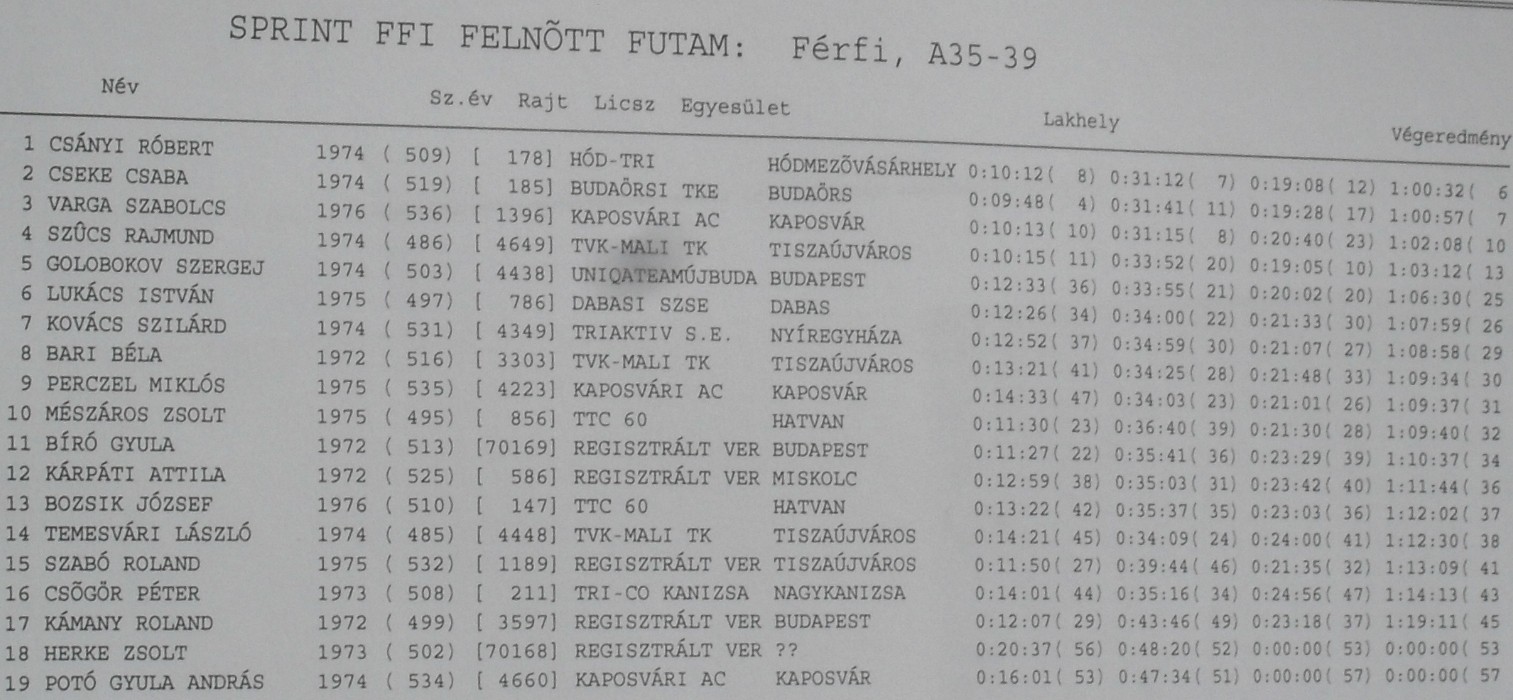 SPRINT FFI FELNÕTT FUTAM: Férfi, A35-39
Név Sz.év Rajt Licsz Egyesület Lakhely Végeredmény
1 CSÁNYI RÓBERT 1974 ( 509) [ 178] HÓD-TRI HÓDMEZÕVÁSÁRHELY 0:10:12( 8) 0:31:12( 7) 0:19:08( 12) 1:00:32( 6
2 CSEKE CSABA 1974 ( 519) [ 185] BUDAÖRSI TKE BUDAÖRS 0:09:48( 4) 0:31:41( 11) 0:19:28( 17) 1:00:57( 7
3 VARGA SZABOLCS 1976 ( 536) [ 1396] KAPOSVÁRI AC KAPOSVÁR 0:10:13( 10) 0:31:15( 8) 0:20:40( 23) 1:02:08( 10
4 SZÛCS RAJMUND 1974 ( 486) [ 4649] TVK-MALI TK TISZAÚJVÁROS 0:10:15( 11) 0:33:52( 20) 0:19:05( 10) 1:03:12( 13
5 GOLOBOKOV SZERGEJ 1974 ( 503) [ 4438] UNIQATEAMÚJBUDA BUDAPEST 0:12:33( 36) 0:33:55( 21) 0:20:02( 20) 1:06:30( 25
6 LUKÁCS ISTVÁN 1975 ( 497) [ 786] DABASI SZSE DABAS 0:12:26( 34) 0:34:00( 22) 0:21:33( 30) 1:07:59( 26
7 KOVÁCS SZILÁRD 1974 ( 531) [ 4349] TRIAKTIV S.E. NYÍREGYHÁZA 0:12:52( 37) 0:34:59( 30) 0:21:07( 27) 1:08:58( 29
8 BARI BÉLA 1972 ( 516) [ 3303] TVK-MALI TK TISZAÚJVÁROS 0:13:21( 41) 0:34:25( 28) 0:21:48( 33) 1:09:34( 30
9 PERCZEL MIKLÓS 1975 ( 535) [ 4223] KAPOSVÁRI AC KAPOSVÁR 0:14:33( 47) 0:34:03( 23) 0:21:01( 26) 1:09:37( 31
10 MÉSZÁROS ZSOLT 1975 ( 495) [ 856] TTC 60 HATVAN 0:11:30( 23) 0:36:40( 39) 0:21:30( 28) 1:09:40( 32
11 BÍRÓ GYULA 1972 ( 513) [70169] REGISZTRÁLT VER BUDAPEST 0:11:27( 22) 0:35:41( 36) 0:23:29( 39) 1:10:37( 34
12 KÁRPÁTI ATTILA 1972 ( 525) [ 586] REGISZTRÁLT VER MISKOLC 0:12:59( 38) 0:35:03( 31) 0:23:42( 40) 1:11:44( 36
13 BOZSIK JÓZSEF 1976 ( 510) [ 147] TTC 60 HATVAN 0:13:22( 42) 0:35:37( 35) 0:23:03( 36) 1:12:02( 37
14 TEMESVÁRI LÁSZLÓ 1974 ( 485) [ 4448] TVK-MALI TK TISZAÚJVÁROS 0:14:21( 45) 0:34:09( 24) 0:24:00( 41) 1:12:30( 38
15 SZABÓ ROLAND 1975 ( 532) [ 1189] REGISZTRÁLT VER TISZAÚJVÁROS 0:11:50( 27) 0:39:44( 46) 0:21:35( 32) 1:13:09( 41
16 CSÕGÖR PÉTER 1973 ( 508) [ 211] TRI-CO KANIZSA NAGYKANIZSA 0:14:01( 44) 0:35:16( 34) 0:24:56( 47) 1:14:13( 43
17 KÁMANY ROLAND 1972 ( 499) [ 3597] REGISZTRÁLT VER BUDAPEST 0:12:07( 29) 0:43:46( 49) 0:23:18( 37) 1:19:11( 45
18 HERKE ZSOLT 1973 ( 502) [70168] REGISZTRÁLT VER ?? 0:20:37( 56) 0:48:20( 52) 0:00:00( 53) 0:00:00( 53
19 POTÓ GYULA ANDRÁS 1974 ( 534) [ 4660] KAPOSVÁRI AC KAPOSVÁR 0:16:01( 53) 0:47:34( 51) 0:00:00( 57) 0:00:00( 57